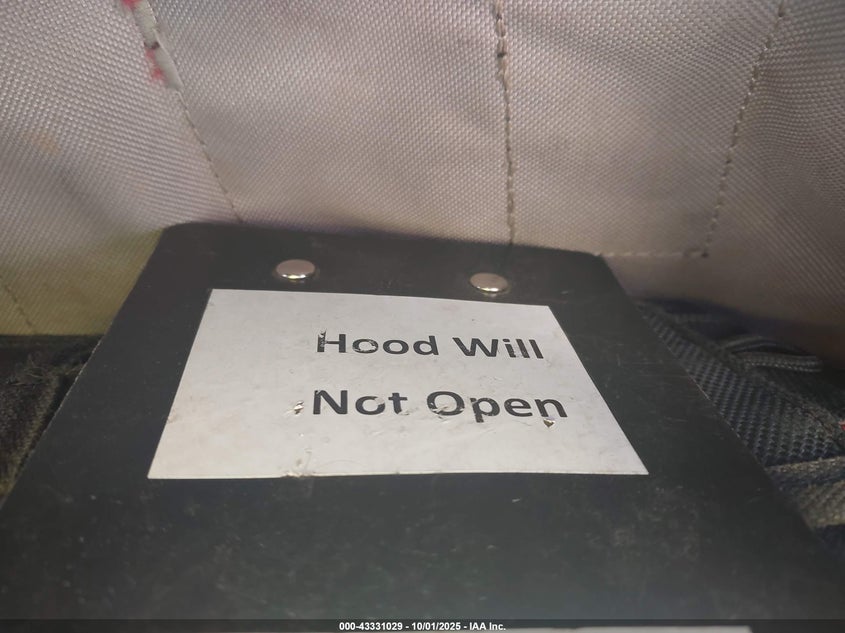 Hood Will
Not Open
000-43331029 - 10/01/2025 - IAA Inc.